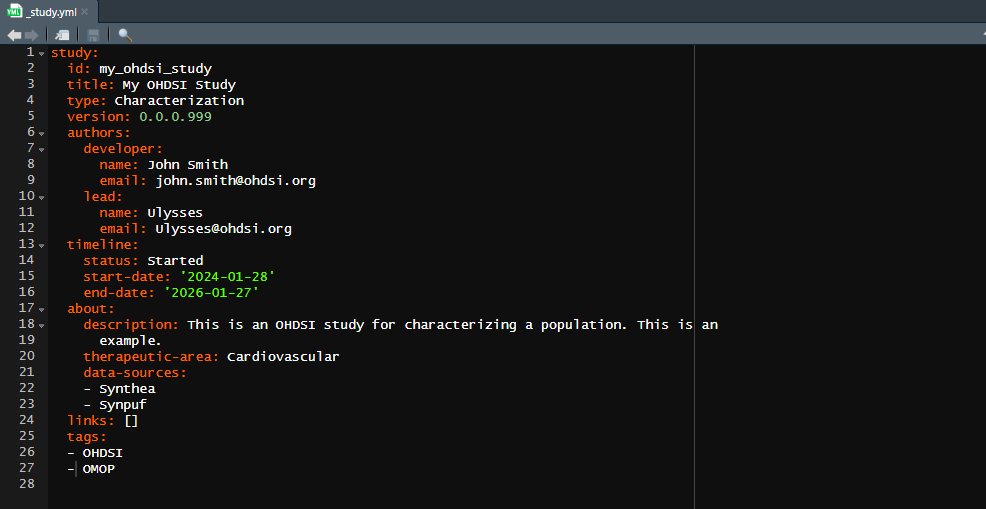 YML _study.yml ×
1 study:
2   id: my_ohdsi_study
3   title: My OHDSI Study
4   type: Characterization
5   version: 0.0.0.999
6   authors:
7     developer:
8       name: John Smith
9       email: john.smith@ohdsi.org
10     lead:
11       name: Ulysses
12       email: Ulysses@ohdsi.org
13   timeline:
14     status: Started
15     start-date: '2024-01-28'
16     end-date: '2026-01-27'
17   about:
18     description: This is an OHDSI study for characterizing a population. This is an
19       example.
20     therapeutic-area: Cardiovascular
21     data-sources:
22     - Synthea
23     - Synpuf
24   links: []
25   tags:
26   - OHDSI
27   - OMOP
28